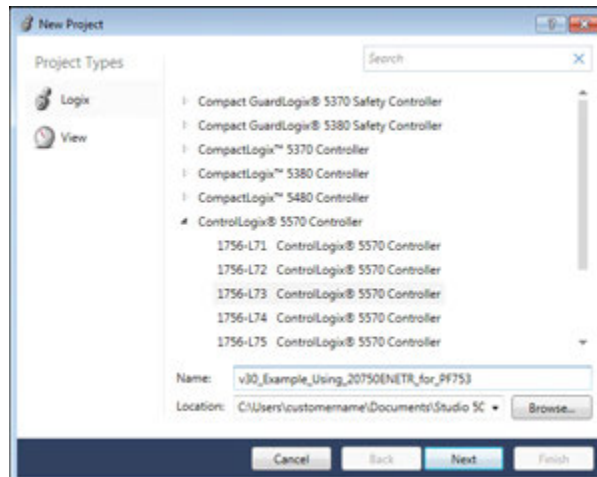 New Project
Project Types
Search
Logix
View
Compact GuardLogix® 5370 Safety Controller
Compact GuardLogix® 5380 Safety Controller
CompactLogix™ 5370 Controller
CompactLogix™ 5380 Controller
CompactLogix™ 5480 Controller
ControlLogix® 5570 Controller
1756-L71 ControlLogix® 5570 Controller
1756-L72 ControlLogix® 5570 Controller
1756-L73 ControlLogix® 5570 Controller
1756-L74 ControlLogix® 5570 Controller
1756-L75 ControlLogix® 5570 Controller
Name: v30_Example_Using_20750ENETR_for_PF753
Location: C:\Users\customername\Documents\Studio 5C Browse...
Cancel Back Next Finish